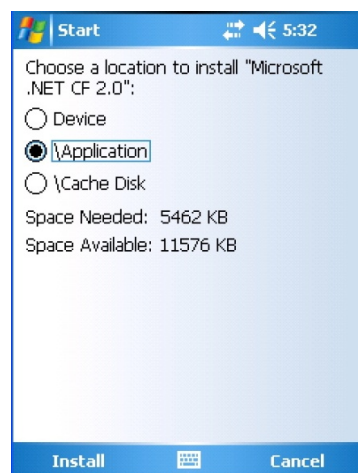 Start 5:32
Choose a location to install "Microsoft
.NET CF 2.0":
Device
\Application
\Cache Disk
Space Needed: 5462 KB
Space Available: 11576 KB
Install Cancel